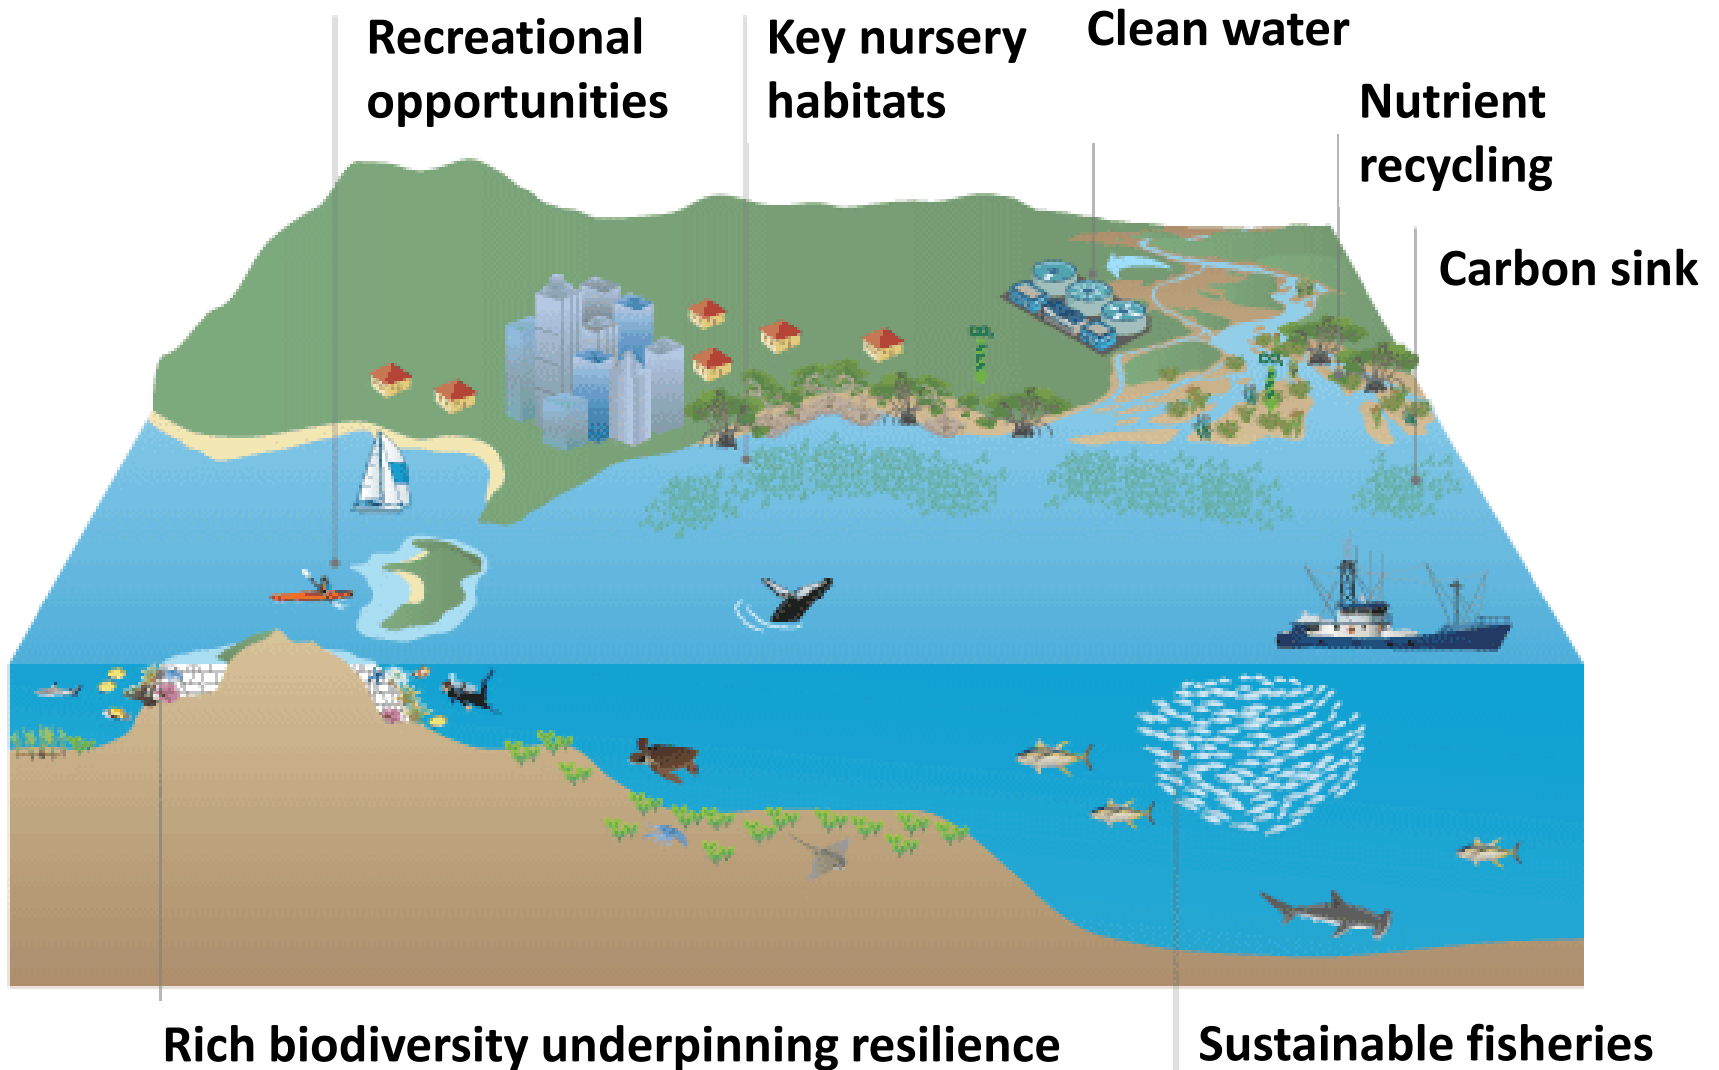 Recreational
opportunities
Key nursery
habitats
Clean water
Nutrient
recycling
Carbon sink
Rich biodiversity underpinning resilience
Sustainable fisheries